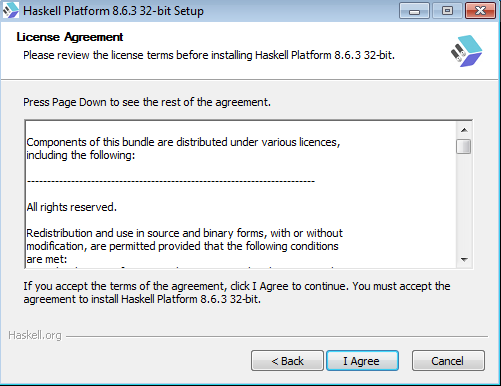 Haskell Platform 8.6.3 32-bit Setup
License Agreement
Please review the license terms before installing Haskell Platform 8.6.3 32-bit.
Press Page Down to see the rest of the agreement.
Components of this bundle are distributed under various licences,
including the following:
--------------------------------------------------------------------------
All rights reserved.
Redistribution and use in source and binary forms, with or without
modification, are permitted provided that the following conditions
are met:
If you accept the terms of the agreement, click I Agree to continue. You must accept the
agreement to install Haskell Platform 8.6.3 32-bit.
Haskell.org
< Back
I Agree
Cancel